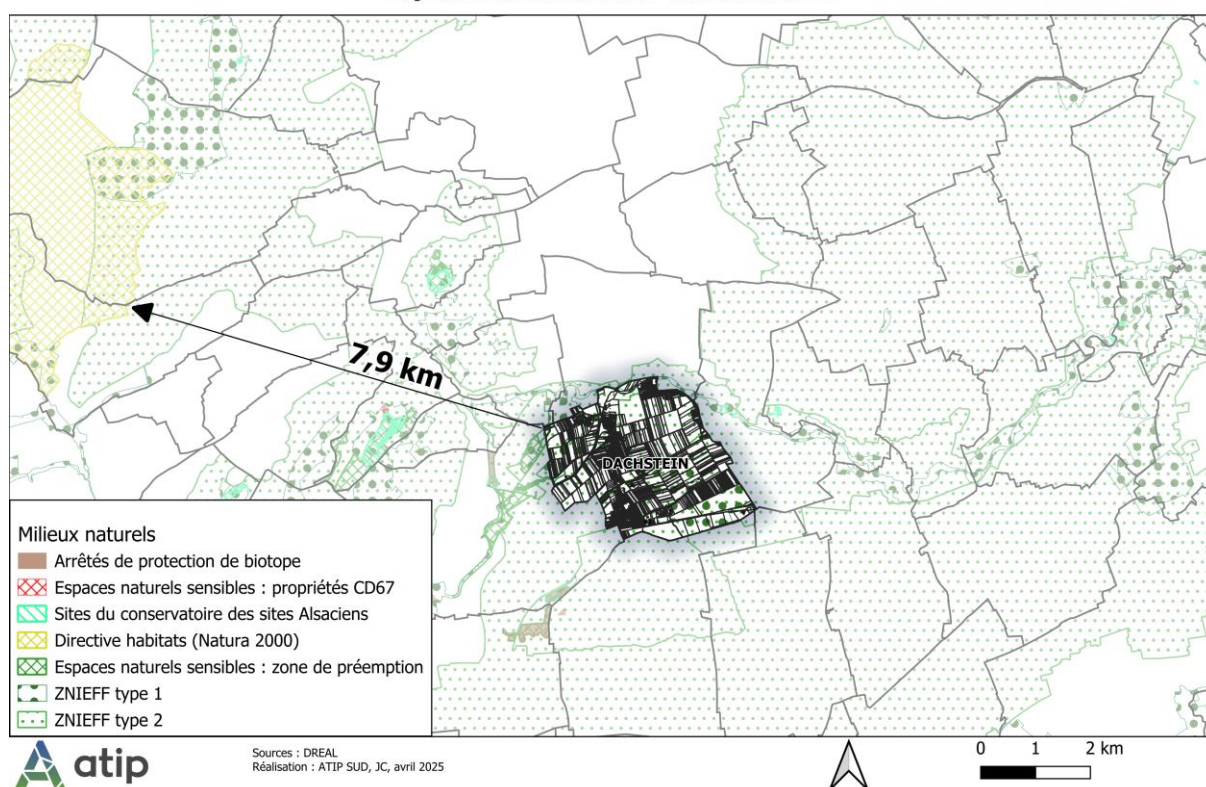 7,9 km
DACHSTEIN
Milieux naturels
Arrêtés de protection de biotope
Espaces naturels sensibles : propriétés CD67
Sites du conservatoire des sites Alsaciens
Directive habitats (Natura 2000)
Espaces naturels sensibles : zone de préemption
ZNIEFF type 1
ZNIEFF type 2
atip
Sources : DREAL
Réalisation : ATIP SUD, JC, avril 2025
0 1 2 km